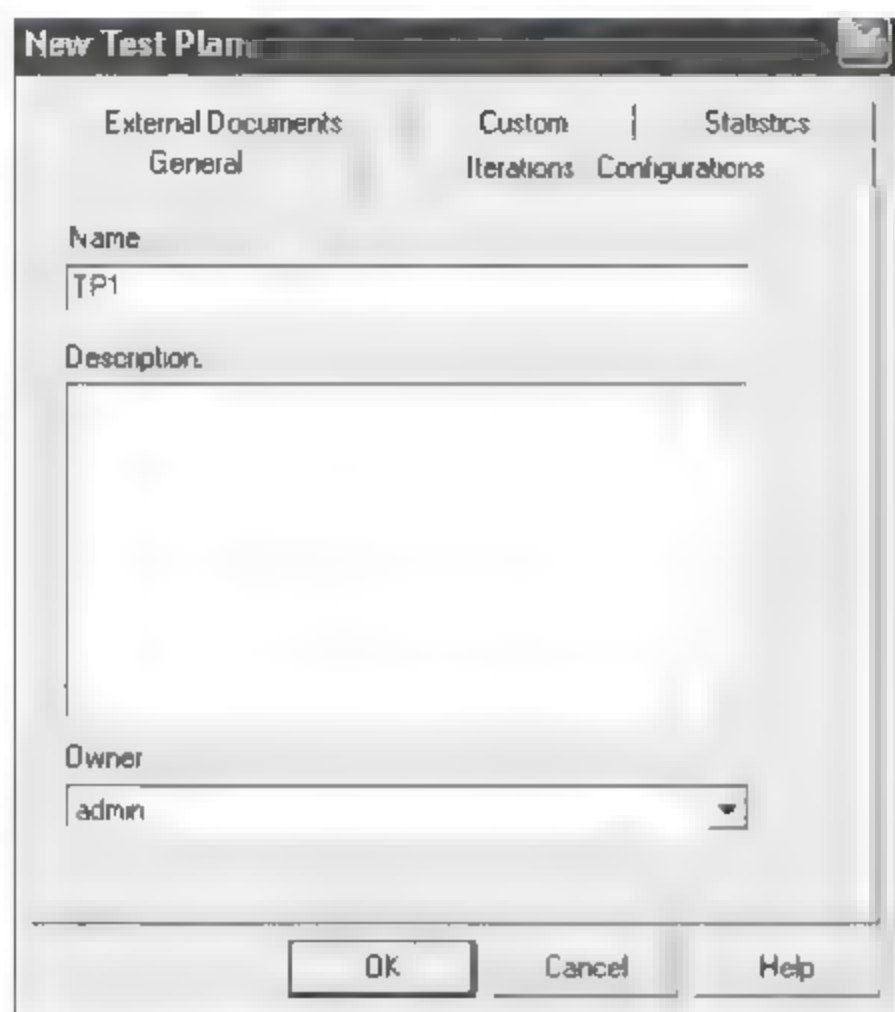 New Test Plan
External Documents Custom Statistics
General Iterations Configurations
Name
TP1
Description
Owner
admin
OK Cancel Help